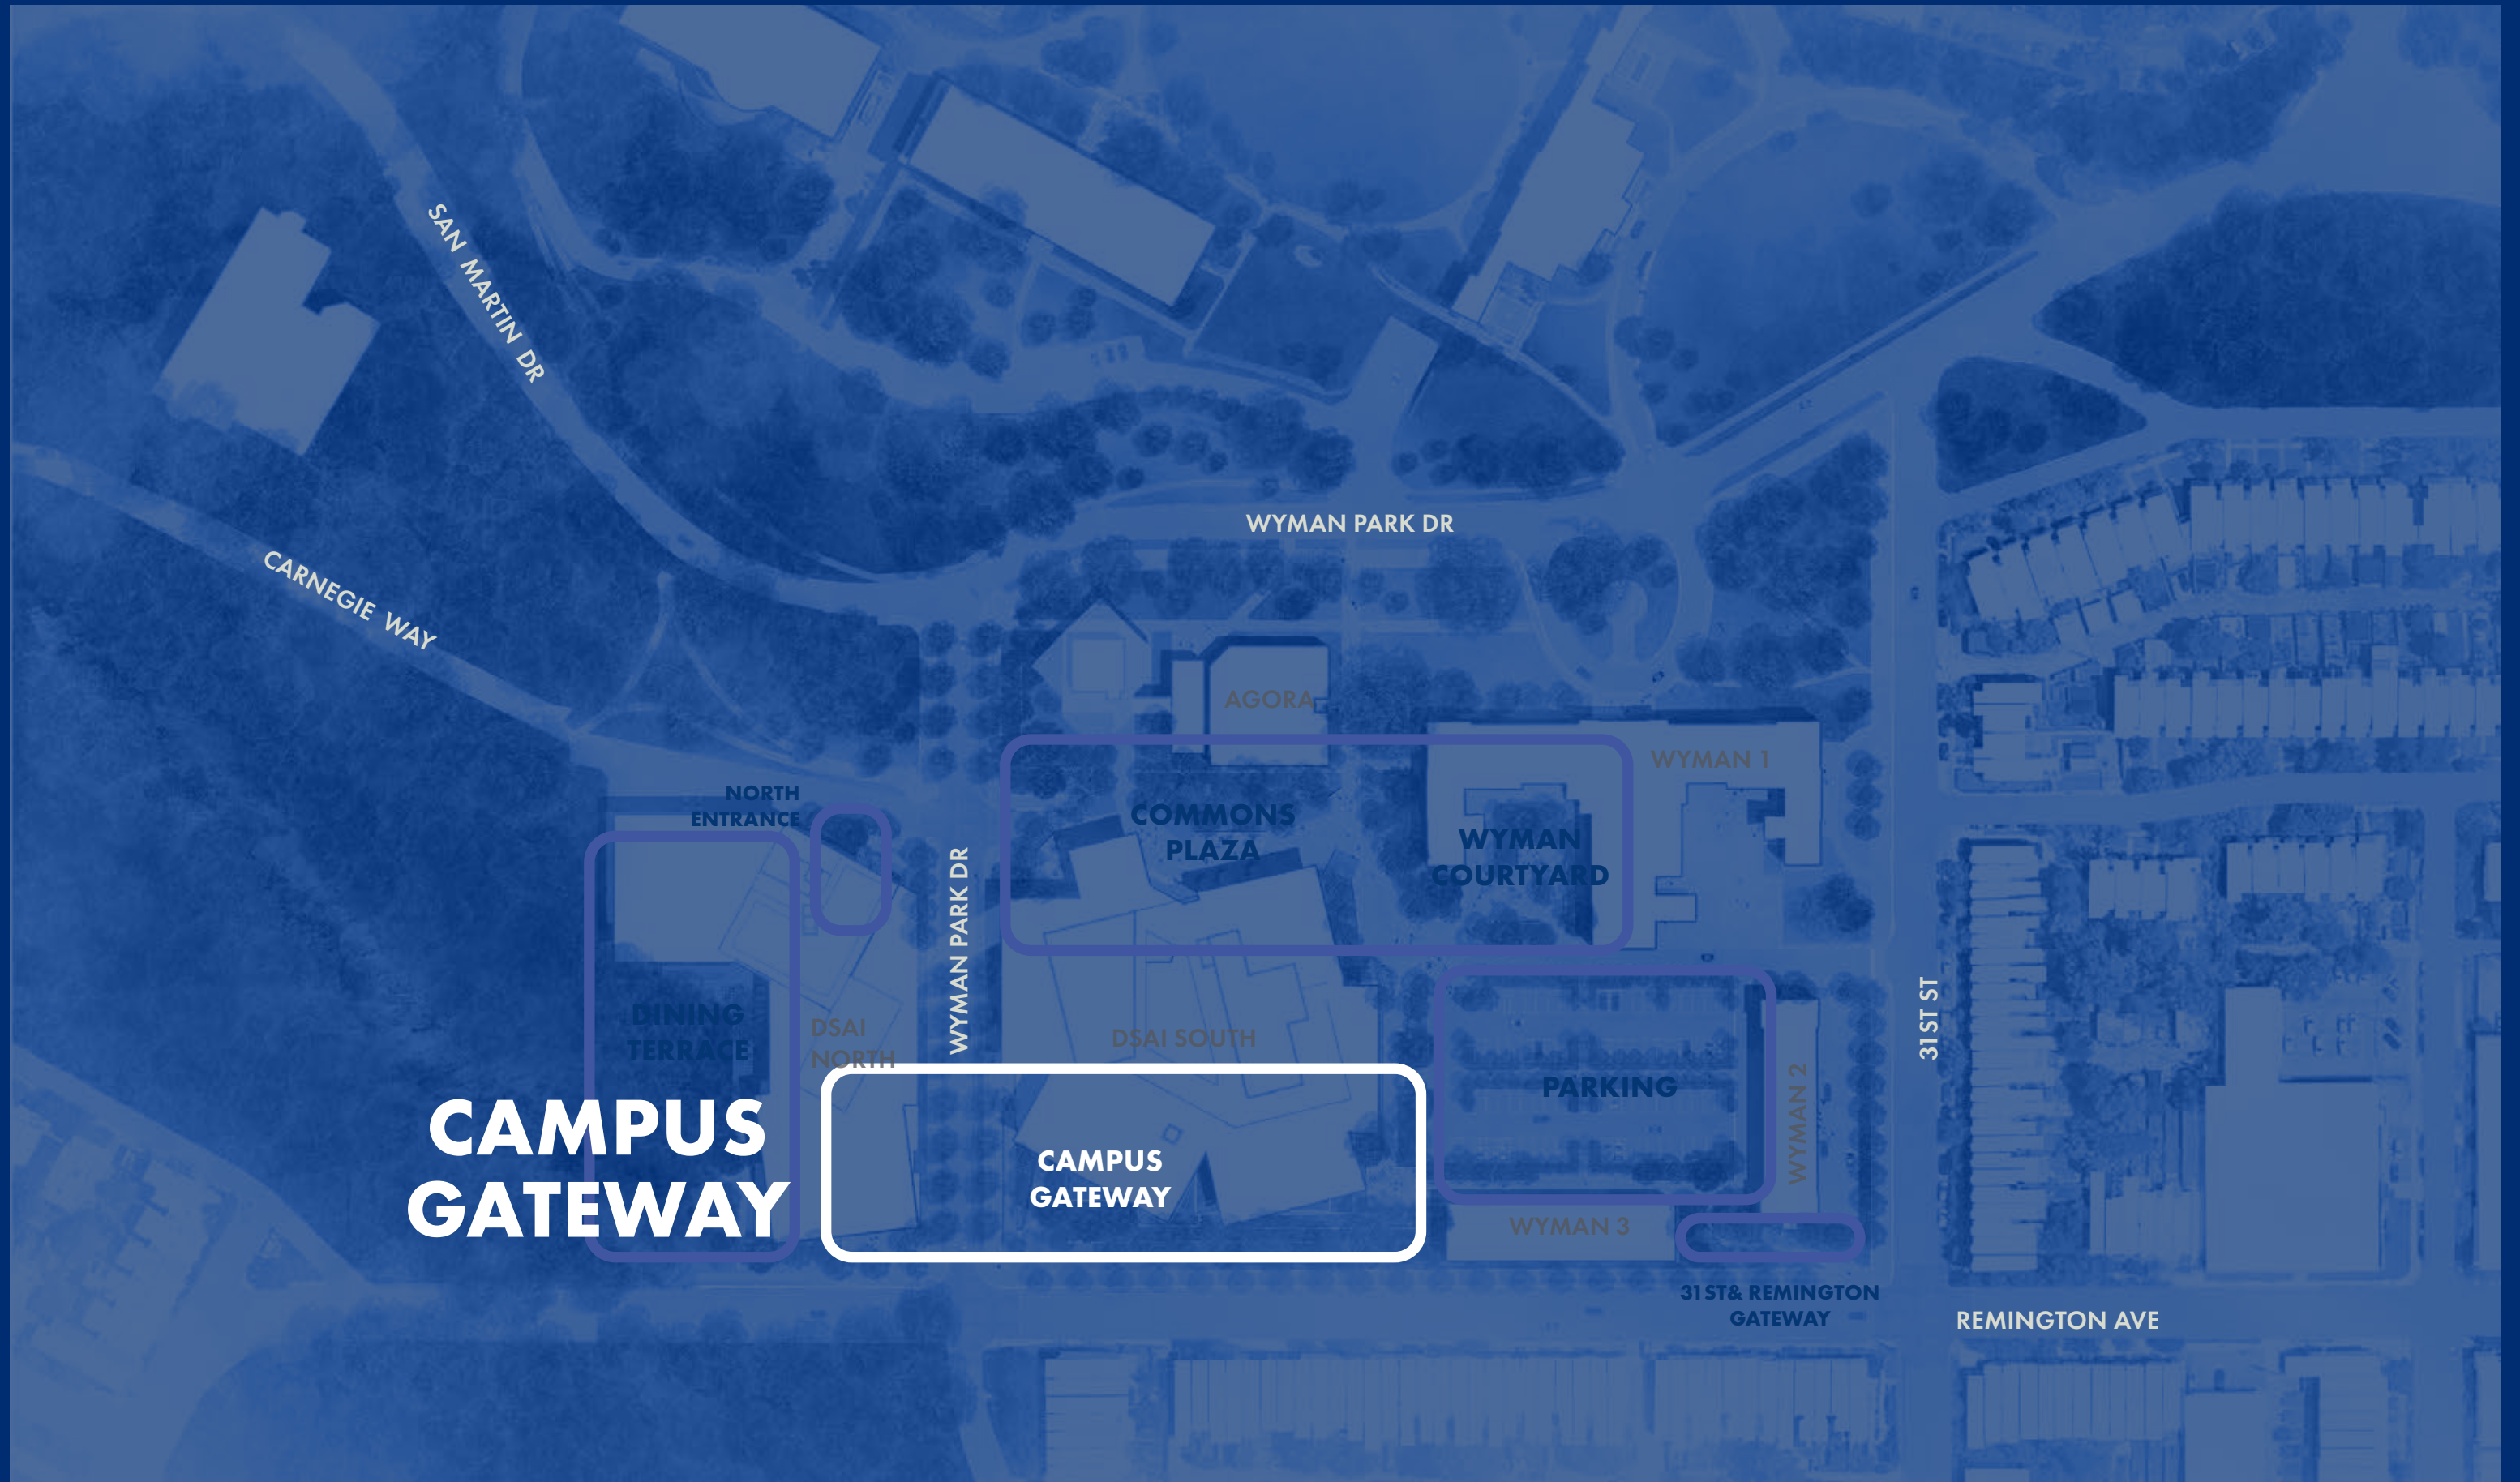 SAN MARTIN DR
WYMAN PARK DR
CARNEGIE WAY
AGORA
WYMAN 1
NORTH
ENTRANCE
COMMONS
PLAZA
WYMAN
COURTYARD
WYMAN PARK DR
31ST ST
DINING
TERRACE
DSAI
NORTH
DSAI SOUTH
PARKING
WYMAN 2
CAMPUS
GATEWAY
CAMPUS
GATEWAY
WYMAN 3
31ST& REMINGTON
GATEWAY
REMINGTON AVE